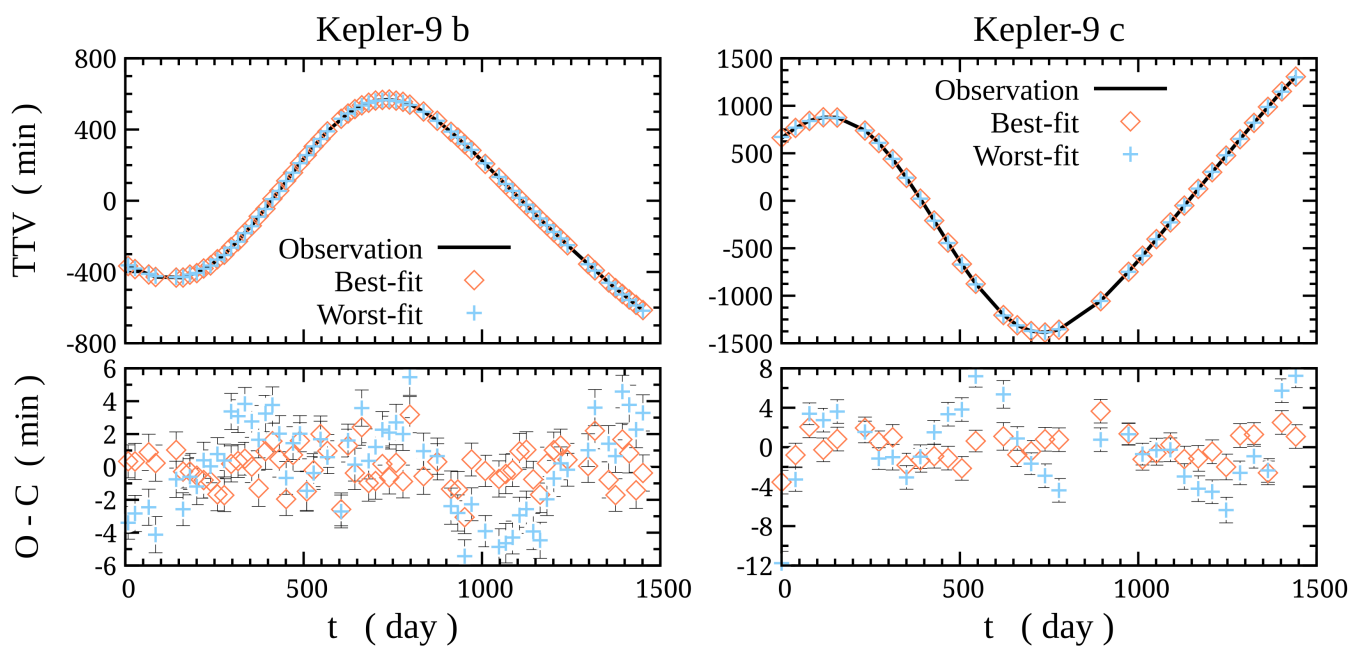 Kepler-9 b
Kepler-9 c
TTV ( min )
800
400
0
-400
-800
Observation
Best-fit
Worst-fit
1500
1000
500
0
-500
-1000
-1500
Observation
Best-fit
Worst-fit
O - C ( min )
6
4
2
0
-2
-4
-6
0
500
1000
1500
t ( day )
8
4
0
-4
-8
-12
0
500
1000
1500
t ( day )